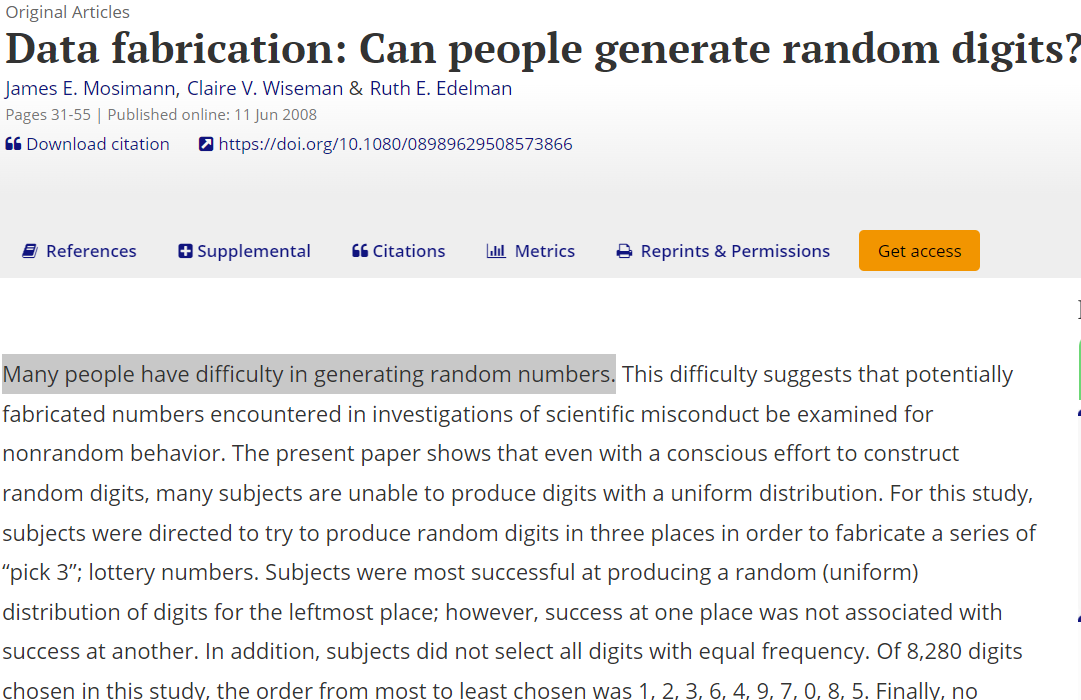 Original Articles
Data fabrication: Can people generate random digits?
James E. Mosimann, Claire V. Wiseman & Ruth E. Edelman
Pages 31-55 | Published online: 11 Jun 2008
Download citation https://doi.org/10.1080/08989629508573866
References Supplemental Citations Metrics Reprints & Permissions Get access
Many people have difficulty in generating random numbers. This difficulty suggests that potentially
fabricated numbers encountered in investigations of scientific misconduct be examined for
nonrandom behavior. The present paper shows that even with a conscious effort to construct
random digits, many subjects are unable to produce digits with a uniform distribution. For this study,
subjects were directed to try to produce random digits in three places in order to fabricate a series of
“pick 3”; lottery numbers. Subjects were most successful at producing a random (uniform)
distribution of digits for the leftmost place; however, success at one place was not associated with
success at another. In addition, subjects did not select all digits with equal frequency. Of 8,280 digits
chosen in this study, the order from most to least chosen was 1, 2, 3, 6, 4, 9, 7, 0, 8, 5. Finally, no